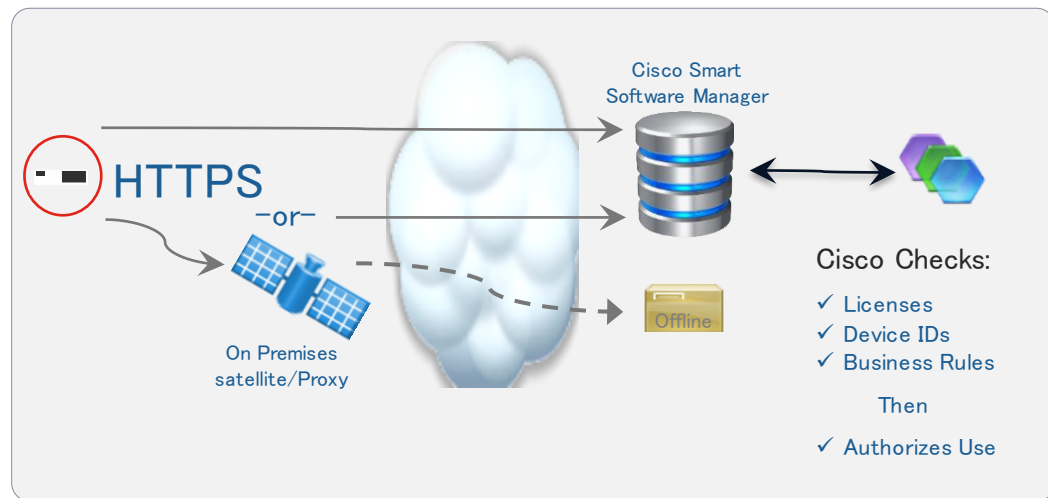 Cisco Smart
Software Manager
HTTPS
-or-
On Premises
satellite/Proxy
Offline
Cisco Checks:
✓ Licenses
✓ Device IDs
✓ Business Rules
Then
✓ Authorizes Use